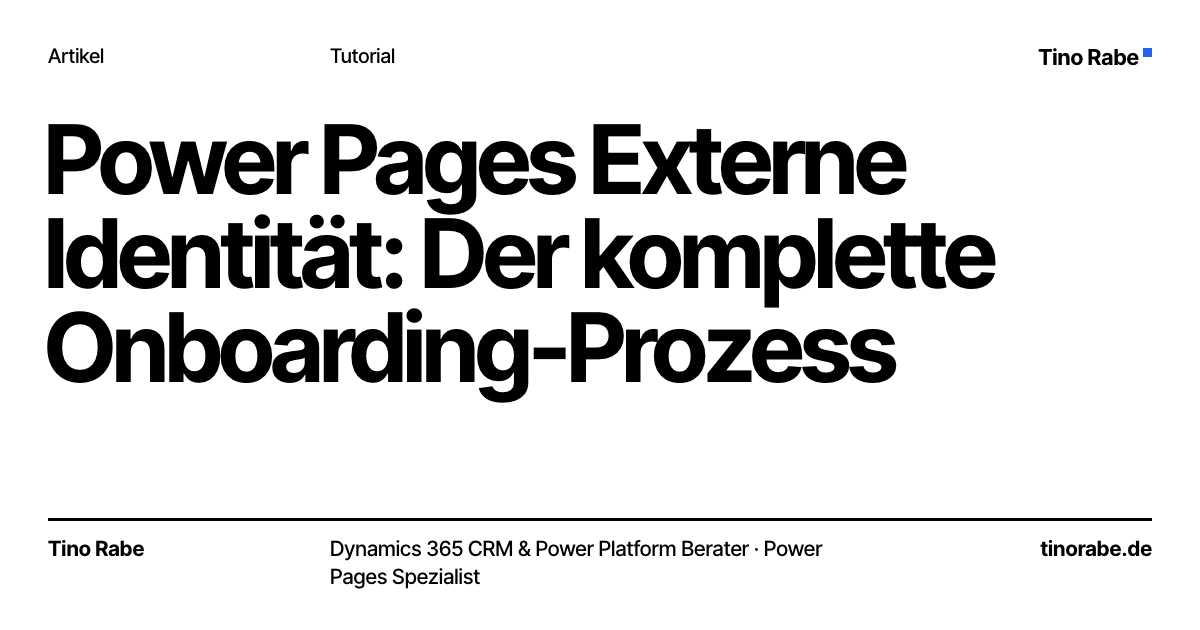 Artikel
Tutorial
Tino Rabe
Power Pages Externe
Identität: Der komplette
Onboarding-Prozess
Tino Rabe
Dynamics 365 CRM & Power Platform Berater · Power
Pages Spezialist
tinorabe.de